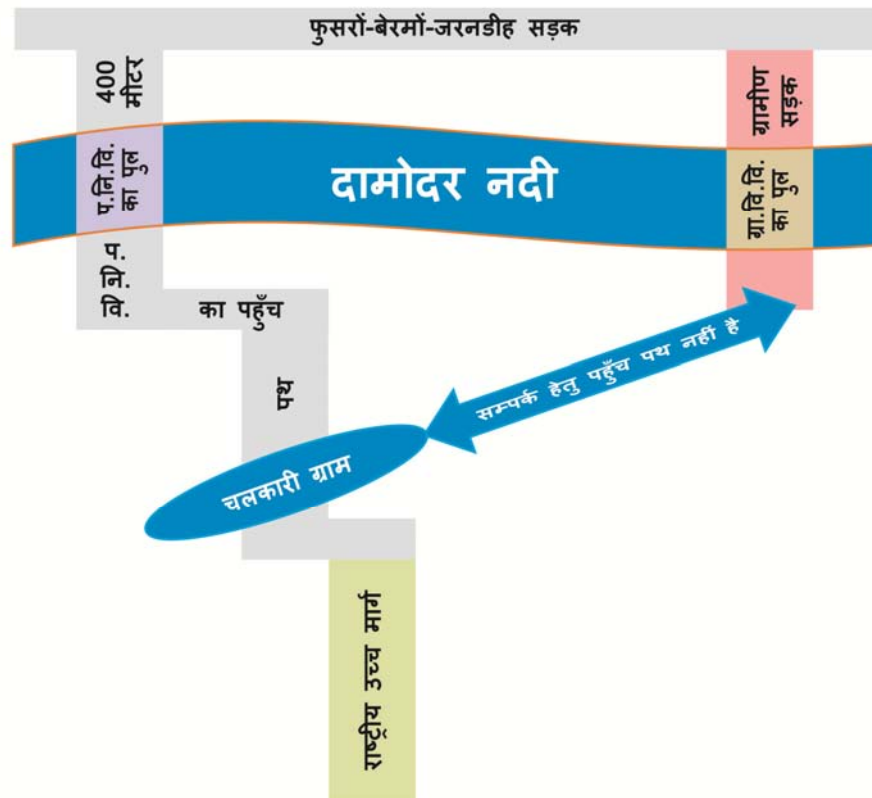 फुसरों-बेरमों-जरनडीह सड़क
400
मीटर
ग्रामीण
सड़क
प.नि.वि.
का पुल
दामोदर नदी
ग्रा.वि.वि.
का पुल
प.
नि.
वि.
का पहुँच
पथ
सम्पर्क हेतु पहुँच पथ नहीं है
चलकारी ग्राम
राष्ट्रीय उच्च मार्ग